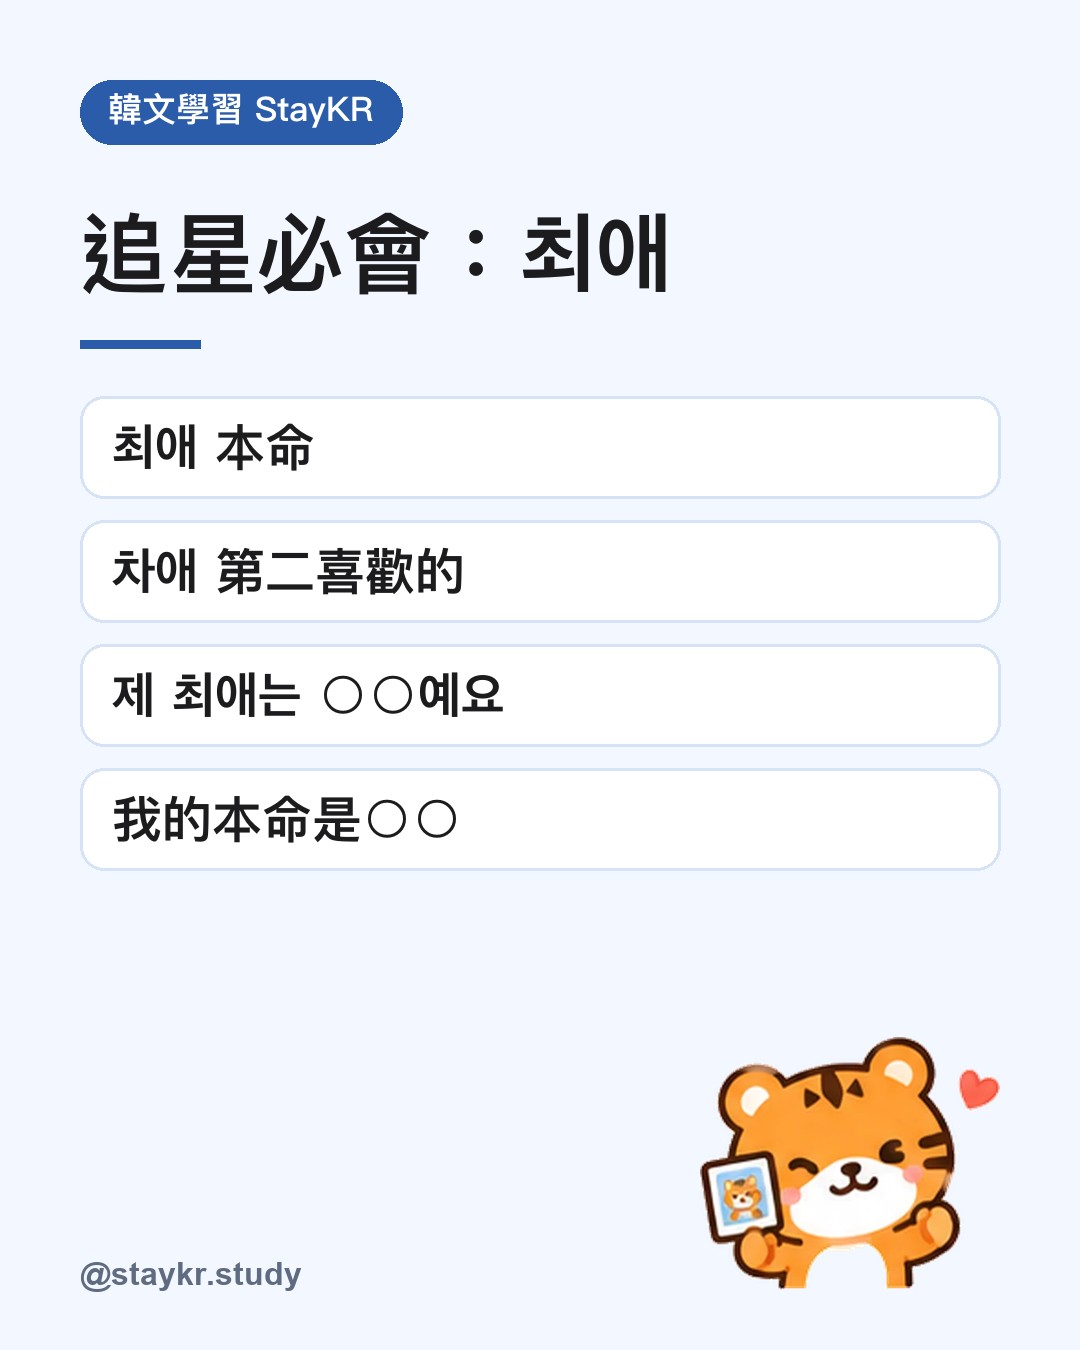 韓文學習 StayKR
追星必會：최애
최애 本命
차애 第二喜歡的
제 최애는 ○○예요
我的本命是○○
@staykr.study